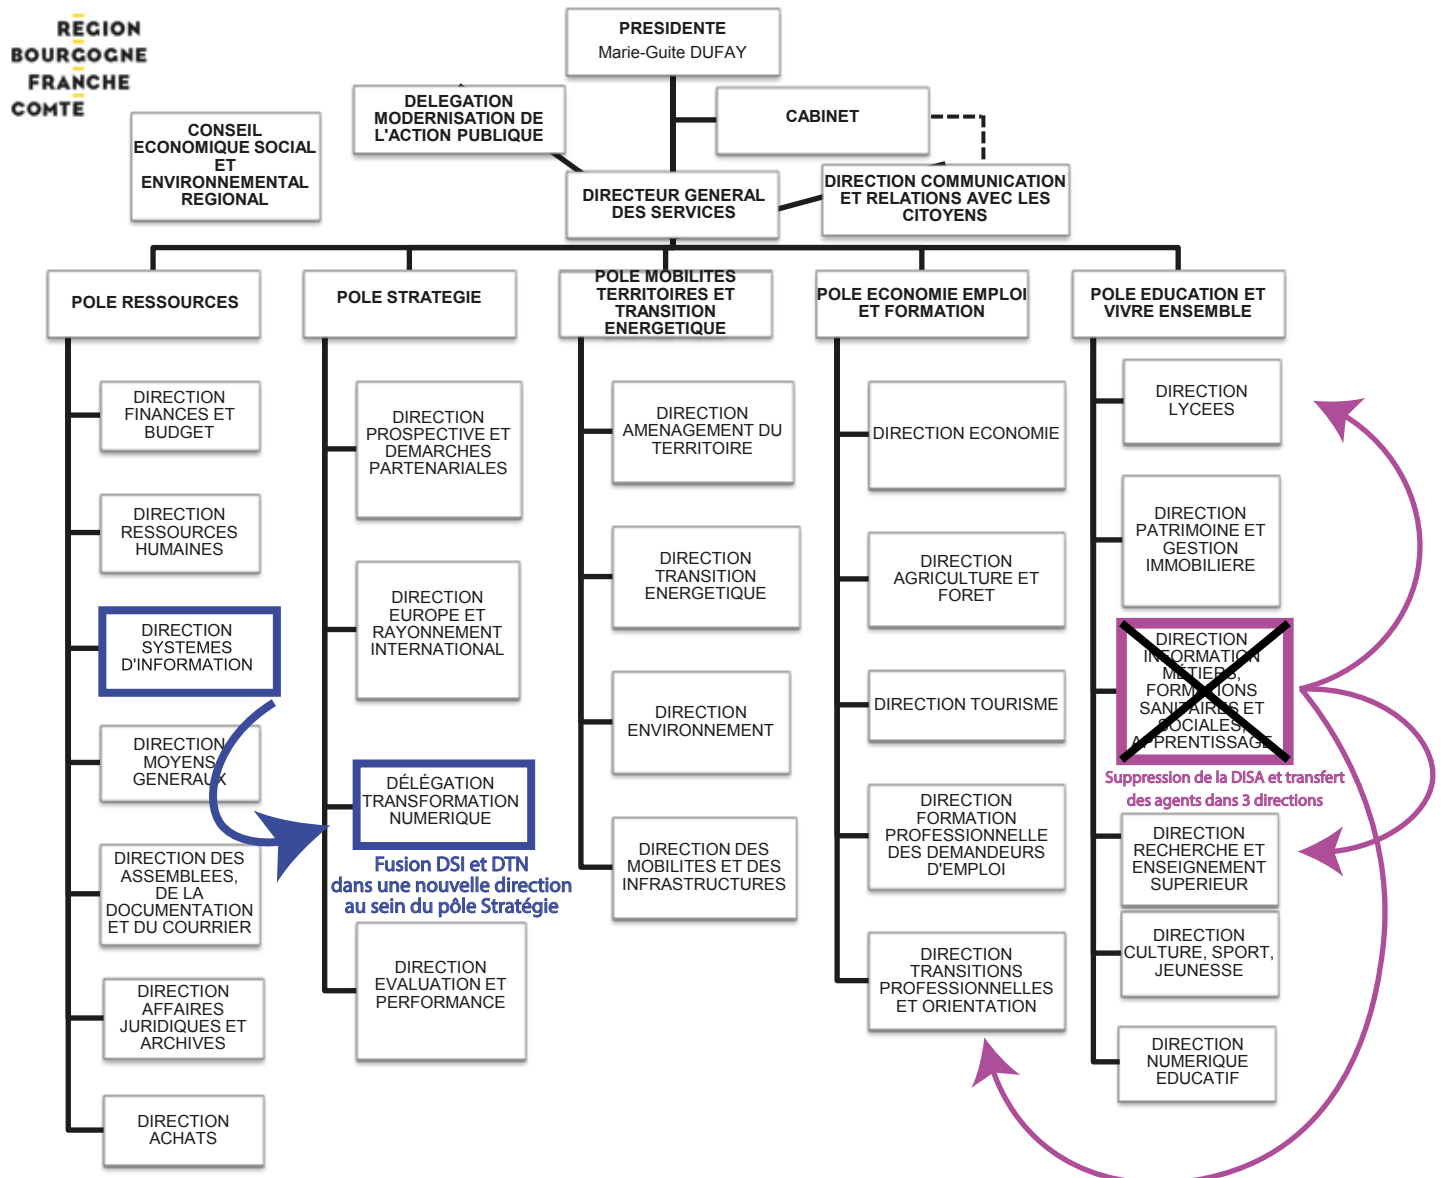 REGION
BOURGOGNE
FRANCHE
COMTE
PRESIDENTE
Marie-Guite DUFAY
DELEGATION
MODERNISATION DE
L'ACTION PUBLIQUE
CABINET
CONSEIL
ECONOMIQUE SOCIAL
ET
ENVIRONNEMENTAL
REGIONAL
DIRECTEUR GENERAL
DES SERVICES
DIRECTION COMMUNICATION
ET RELATIONS AVEC LES
CITOYENS
POLE RESSOURCES
DIRECTION
FINANCES ET
BUDGET
DIRECTION
RESSOURCES
HUMAINES
DIRECTION
SYSTEMES
D'INFORMATION
DIRECTION
MOYENS
GENERAUX
DIRECTION DES
ASSEMBLEES,
DE LA
DOCUMENTATION
ET DU COURRIER
DIRECTION
AFFAIRES
JURIDIQUES ET
ARCHIVES
DIRECTION
ACHATS
POLE STRATEGIE
DIRECTION
PROSPECTIVE ET
DEMARCHES
PARTENARIALES
DIRECTION
EUROPE ET
RAYONNEMENT
INTERNATIONAL
DÉLÉGATION
TRANSFORMATION
NUMERIQUE
Fusion DSI et DTN
dans une nouvelle direction
au sein du pôle Stratégie
DIRECTION
EVALUATION ET
PERFORMANCE
POLE MOBILITES
TERRITOIRES ET
TRANSITION
ENERGETIQUE
DIRECTION
AMENAGEMENT DU
TERRITOIRE
DIRECTION
TRANSITION
ENERGETIQUE
DIRECTION
ENVIRONNEMENT
DIRECTION DES
MOBILITES ET DES
INFRASTRUCTURES
POLE ECONOMIE EMPLOI
ET FORMATION
DIRECTION ECONOMIE
DIRECTION
AGRICULTURE ET
FORET
DIRECTION TOURISME
DIRECTION
FORMATION
PROFESSIONNELLE
DES DEMANDEURS
D'EMPLOI
DIRECTION
TRANSITIONS
PROFESSIONNELLES
ET ORIENTATION
POLE EDUCATION ET
VIVRE ENSEMBLE
DIRECTION
LYCEES
DIRECTION
PATRIMOINE ET
GESTION
IMMOBILIERE
DIRECTION
INFORMATION
MÉTIERS,
FORMATIONS
SANITAIRES ET
SOCIALES,
APPRENTISSAGE
Suppression de la DISA et transfert
des agents dans 3 directions
DIRECTION
RECHERCHE ET
ENSEIGNEMENT
SUPERIEUR
DIRECTION
CULTURE, SPORT,
JEUNESSE
DIRECTION
NUMERIQUE
EDUCATIF